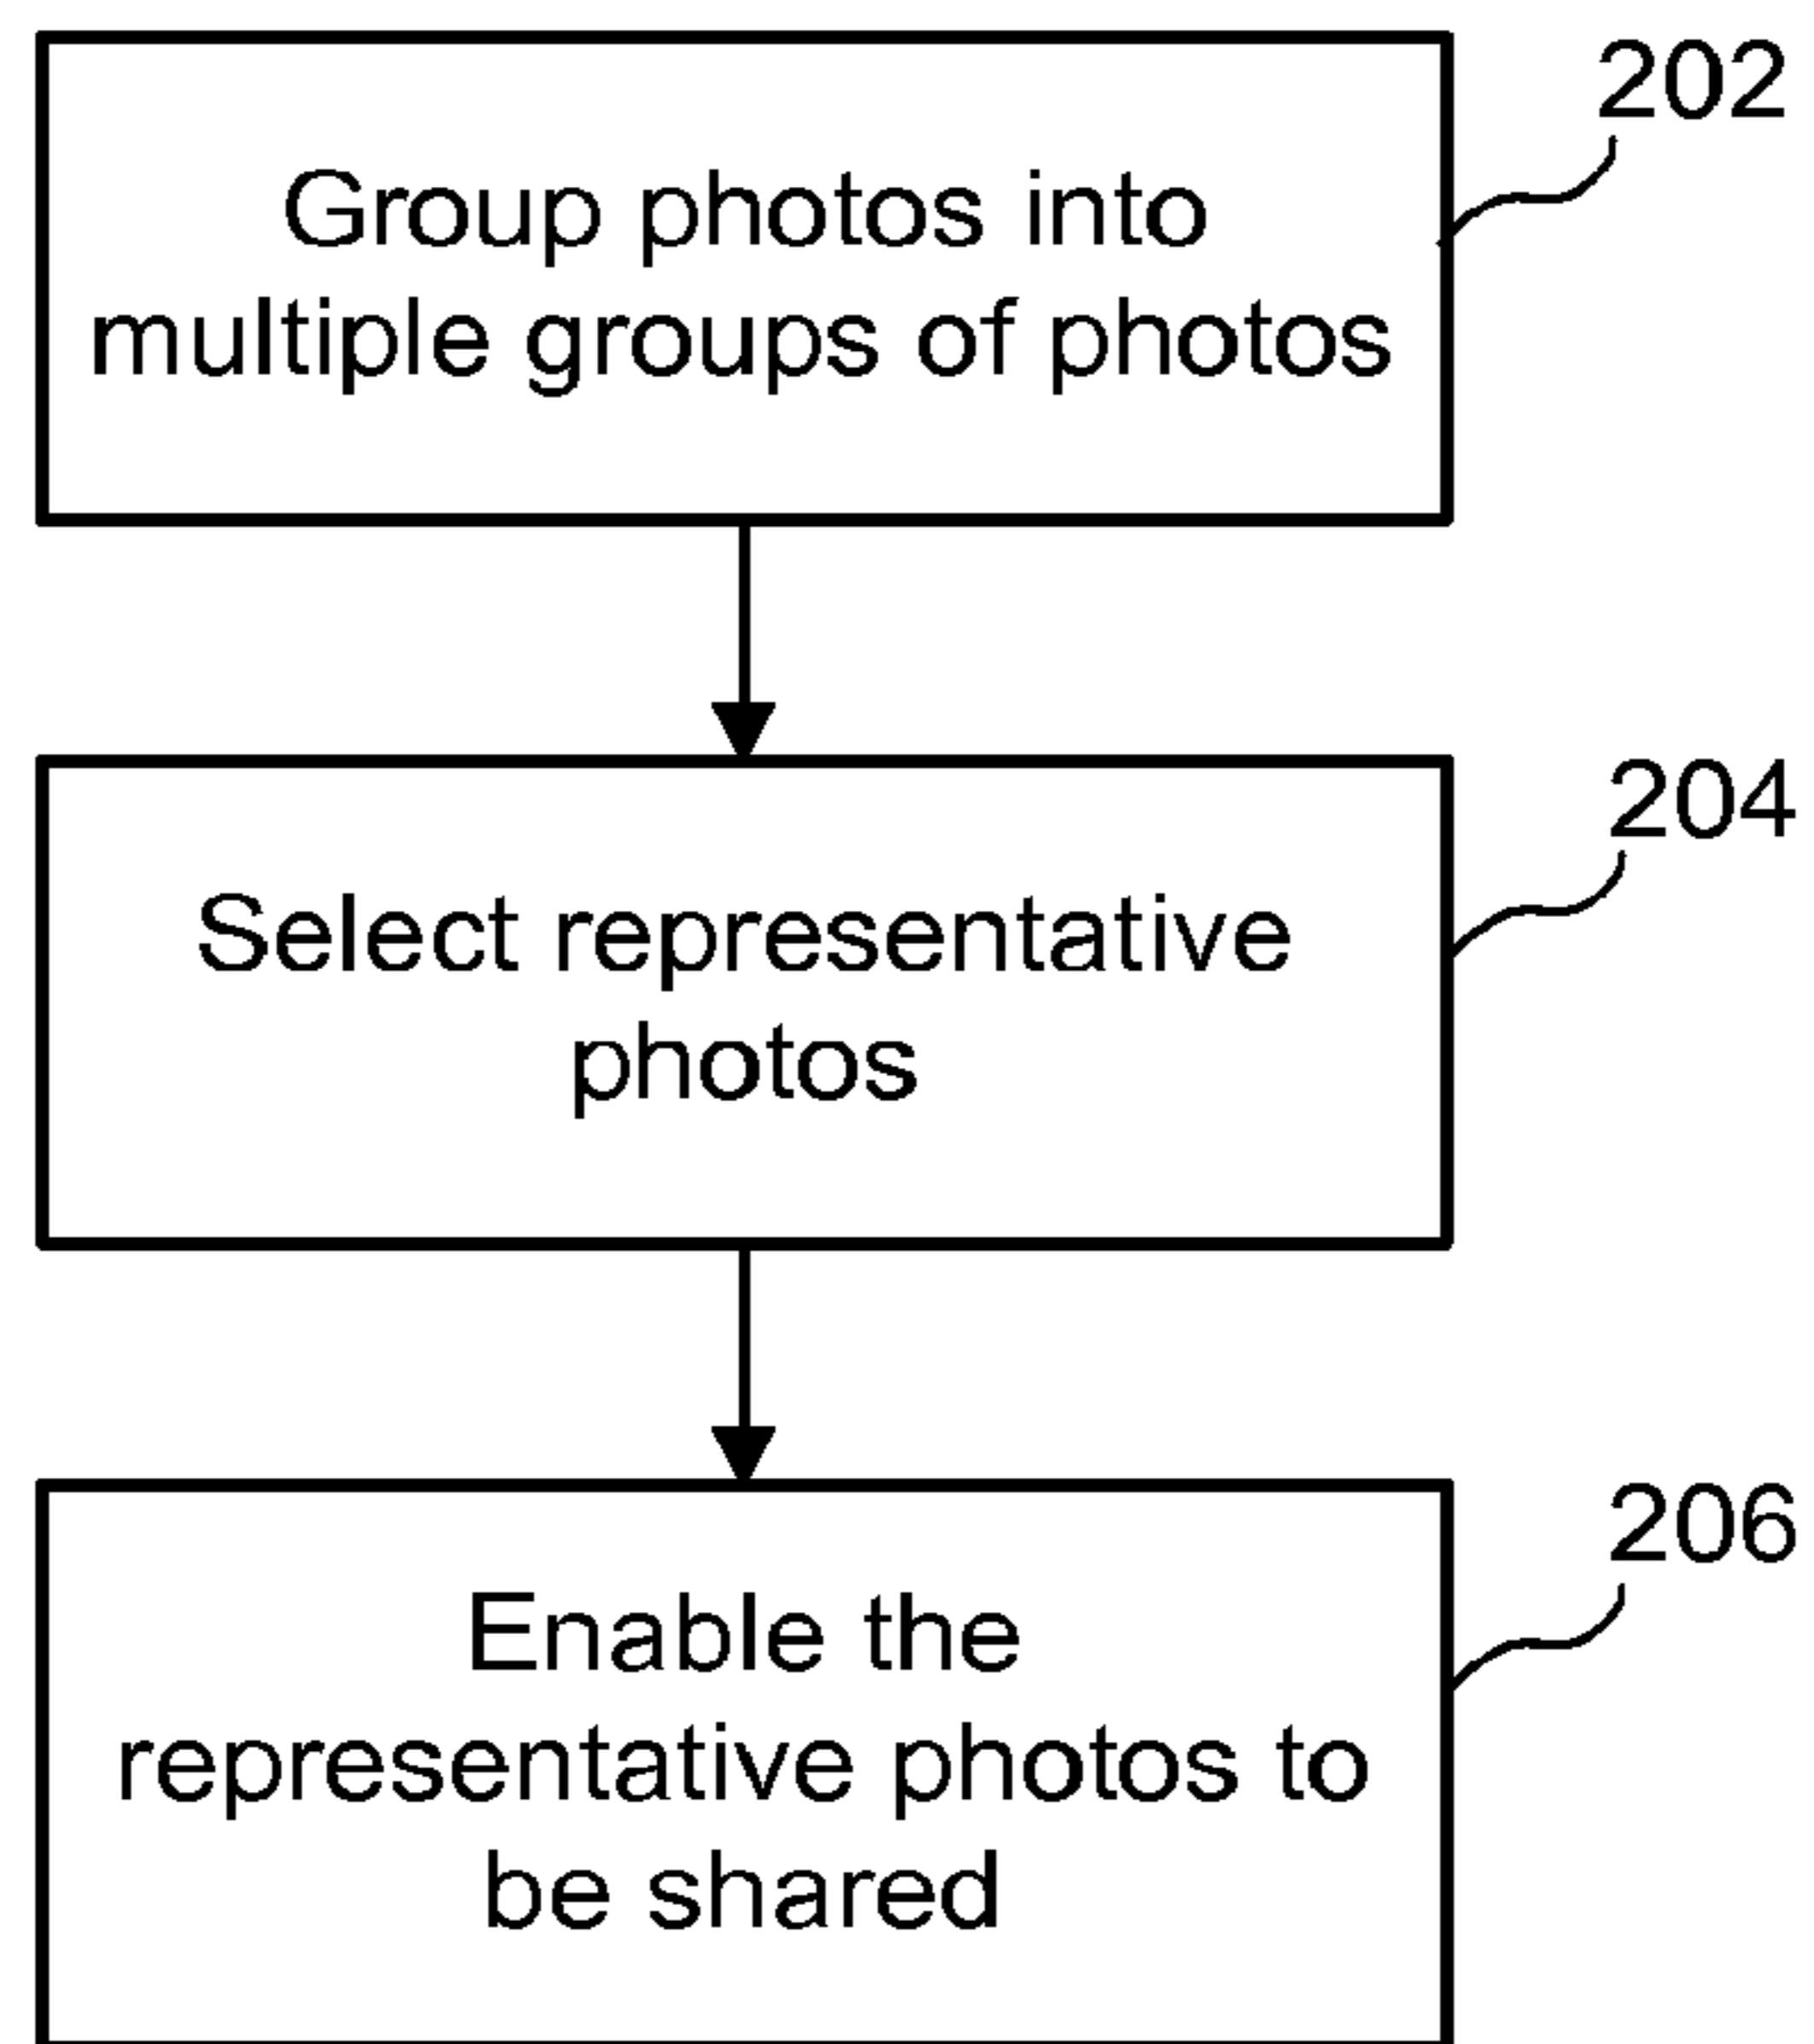 202
Group photos into
multiple groups of photos
204
Select representative
photos
206
Enable the
representative photos to
be shared